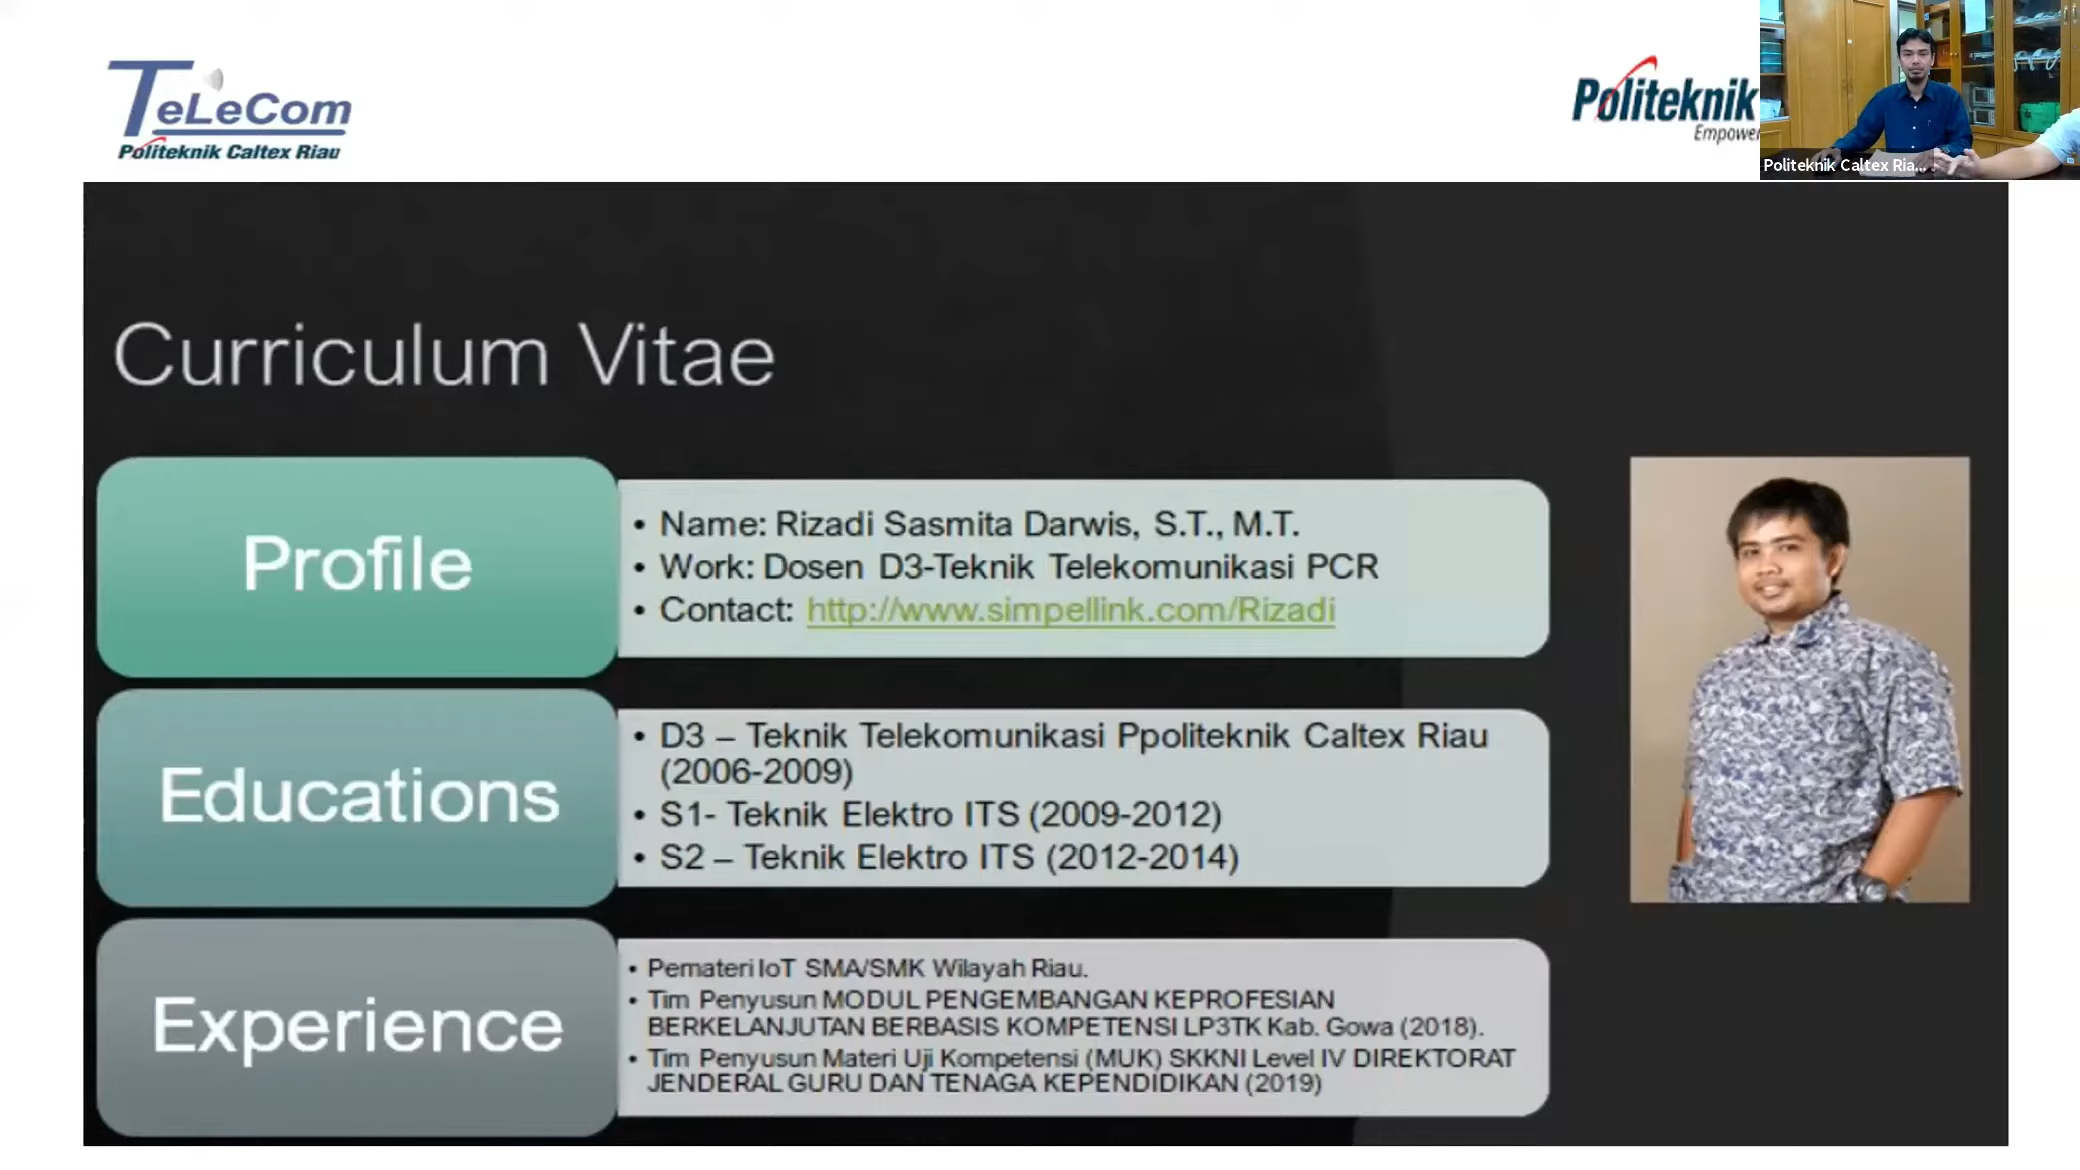 TeLeCom
Politeknik Caltex Riau
Politeknik
Empower
Politeknik Caltex Ria...
Curriculum Vitae
Profile
• Name: Rizadi Sasmita Darwis, S.T., M.T.
• Work: Dosen D3-Teknik Telekomunikasi PCR
• Contact: http://www.simpellink.com/Rizadi
Educations
• D3 – Teknik Telekomunikasi Ppoliteknik Caltex Riau
(2006-2009)
• S1- Teknik Elektro ITS (2009-2012)
• S2 – Teknik Elektro ITS (2012-2014)
Experience
• Pemateri IoT SMA/SMK Wilayah Riau.
• Tim Penyusun MODUL PENGEMBANGAN KEPROFESIAN
BERKELANJUTAN BERBASIS KOMPETENSI LP3TK Kab. Gowa (2018).
• Tim Penyusun Materi Uji Kompetensi (MUK) SKKNI Level IV DIREKTORAT
JENDERAL GURU DAN TENAGA KEPENDIDIKAN (2019)